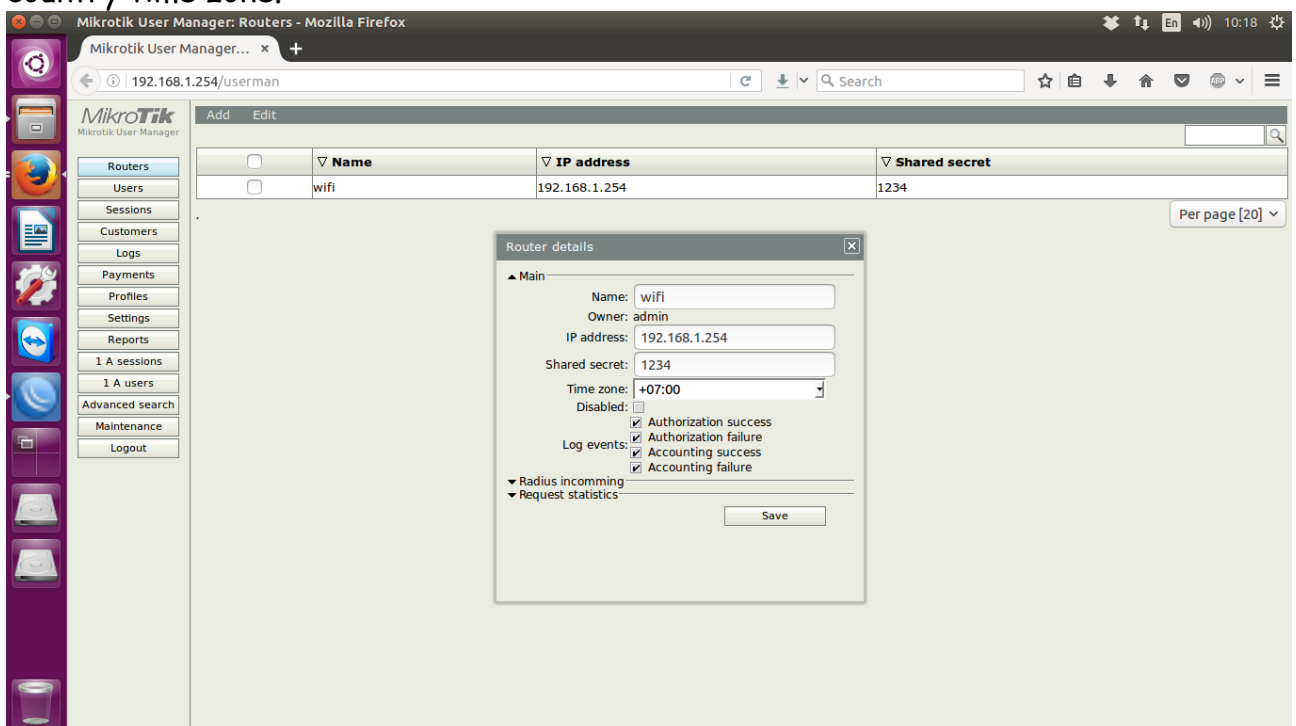 Country Time Zone.
Mikrotik User Manager: Routers - Mozilla Firefox
En 10:18
Mikrotik User Manager... × +
192.168.1.254/userman
Search
ABP
MikroTik
Mikrotik User Manager
Add Edit
Routers
Users
Sessions
Customers
Logs
Payments
Profiles
Settings
Reports
1 A sessions
1 A users
Advanced search
Maintenance
Logout
▽ Name ▽ IP address ▽ Shared secret
wifi 192.168.1.254 1234
.
Per page [20]
Router details
Main
Name: wifi
Owner: admin
IP address: 192.168.1.254
Shared secret: 1234
Time zone: +07:00
Disabled:
Log events:
Authorization success
Authorization failure
Accounting success
Accounting failure
Radius incomming
Request statistics
Save